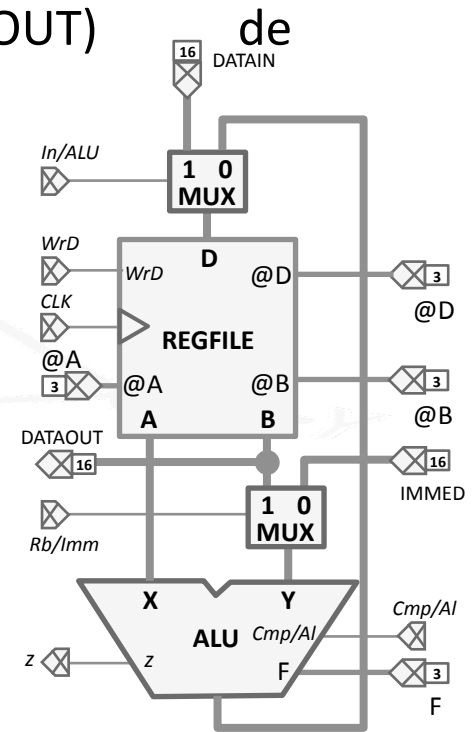 OUT) de
16
DATAIN
In/ALU
1 0
MUX
WrD
D
WrD
@D
3
@D
CLK
REGFILE
@A
3
@A
@B
3
@B
A B
DATAOUT
16
16
IMMED
1 0
MUX
Rb/Imm
X Y
Cmp/Al
ALU
Cmp/Al
z
z
F
3
F